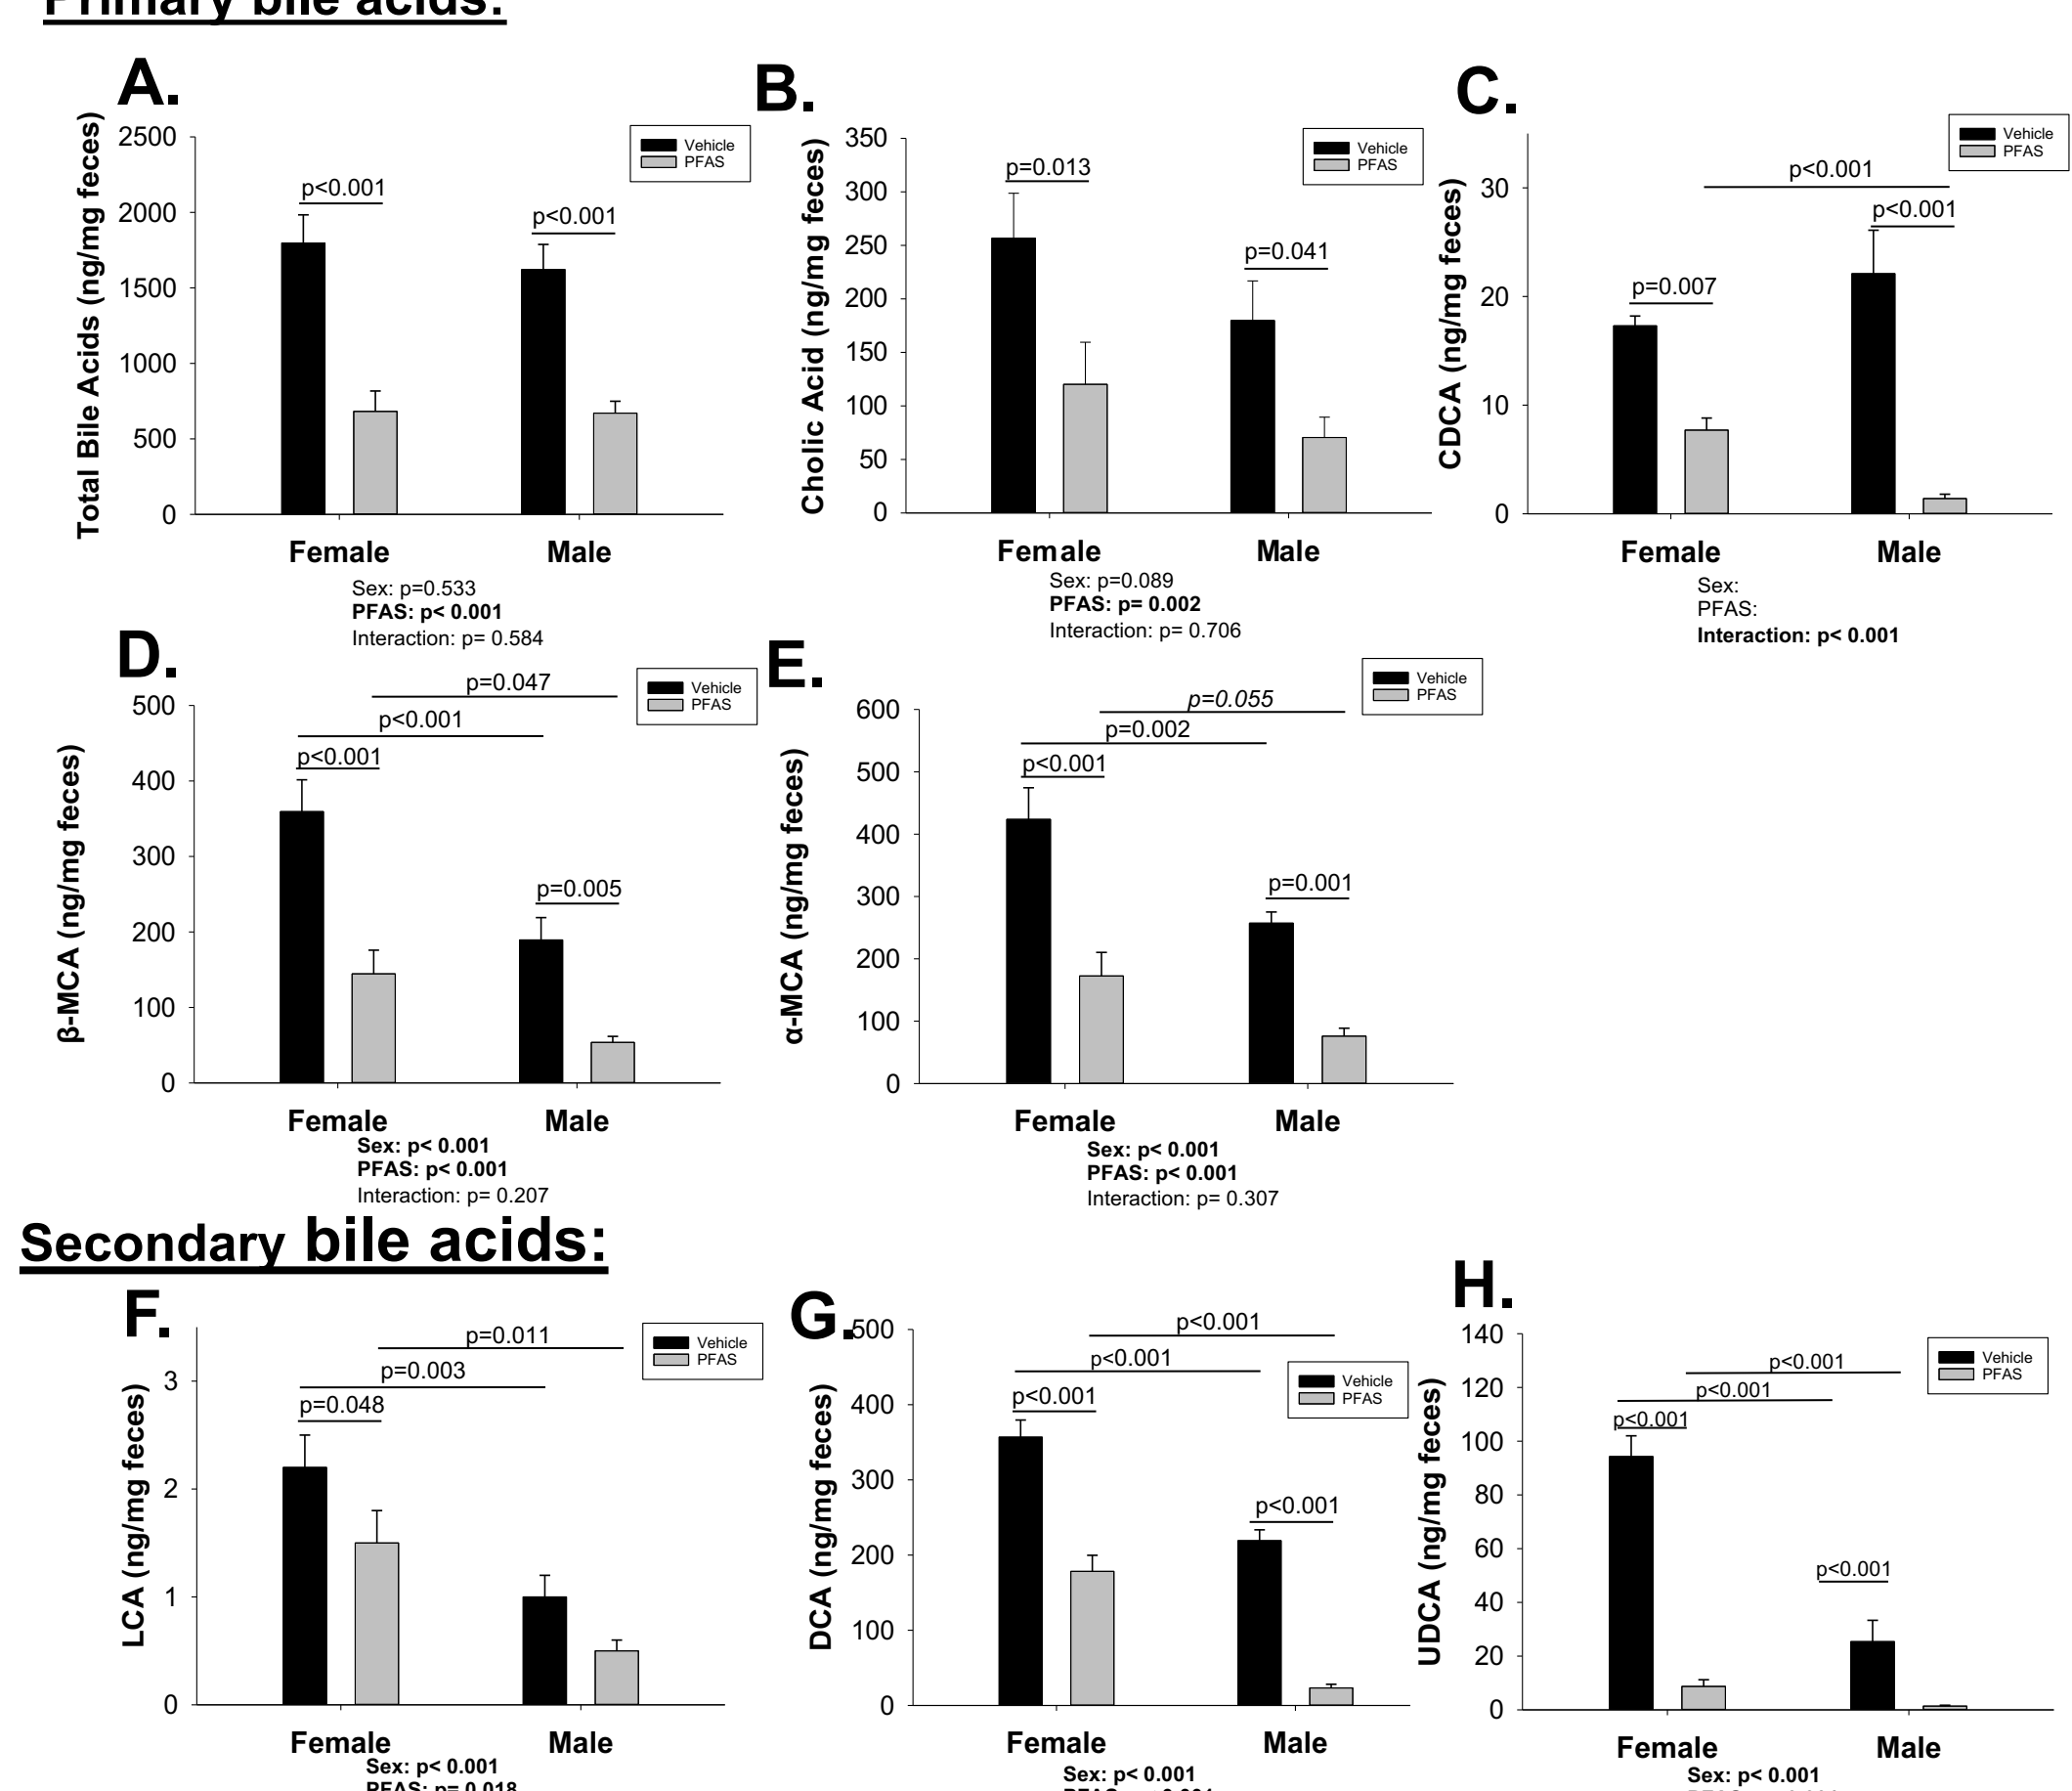 Primary bile acids:
A.
Total Bile Acids (ng/mg feces)
2500
2000
1500
1000
500
0
p<0.001
p<0.001
Vehicle
PFAS
Female
Male
Sex: p=0.533
PFAS: p< 0.001
Interaction: p= 0.584
B.
Cholic Acid (ng/mg feces)
350
300
250
200
150
100
50
0
p=0.013
p=0.041
Vehicle
PFAS
Female
Male
Sex: p=0.089
PFAS: p= 0.002
Interaction: p= 0.706
C.
CDCA (ng/mg feces)
30
20
10
0
p<0.001
p<0.001
p=0.007
Vehicle
PFAS
Female
Male
Sex:
PFAS:
Interaction: p< 0.001
D.
β-MCA (ng/mg feces)
500
400
300
200
100
0
p=0.047
p<0.001
p<0.001
p=0.005
Vehicle
PFAS
Female
Male
Sex: p< 0.001
PFAS: p< 0.001
Interaction: p= 0.207
E.
α-MCA (ng/mg feces)
600
500
400
300
200
100
0
p=0.055
p=0.002
p<0.001
p=0.001
Vehicle
PFAS
Female
Male
Sex: p< 0.001
PFAS: p< 0.001
Interaction: p= 0.307
Secondary bile acids:
F.
LCA (ng/mg feces)
3
2
1
0
p=0.011
p=0.003
p=0.048
Vehicle
PFAS
Female
Male
Sex: p< 0.001
PFAS: p= 0.018
G.
DCA (ng/mg feces)
500
400
300
200
100
0
p<0.001
p<0.001
p<0.001
p<0.001
Vehicle
PFAS
Female
Male
Sex: p< 0.001
H.
UDCA (ng/mg feces)
140
120
100
80
60
40
20
0
p<0.001
p<0.001
p<0.001
p<0.001
Vehicle
PFAS
Female
Male
Sex: p< 0.001